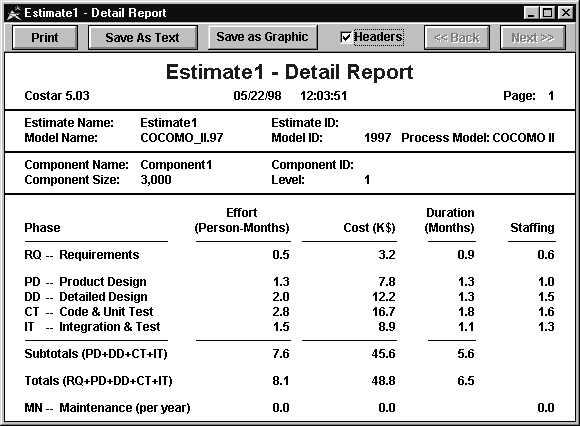 Estimate1 - Detail Report
Print Save As Text Save as Graphic Headers << Back Next >>
Estimate1 - Detail Report
Costar 5.03 05/22/98 12:03:51 Page: 1
Estimate Name: Estimate1 Estimate ID:
Model Name: COCOMO_II.97 Model ID: 1997 Process Model: COCOMO II
Component Name: Component1 Component ID:
Component Size: 3,000 Level: 1
Effort Duration
Phase (Person-Months) Cost (K$) (Months) Staffing
RQ -- Requirements 0.5 3.2 0.9 0.6
PD -- Product Design 1.3 7.8 1.3 1.0
DD -- Detailed Design 2.0 12.2 1.3 1.5
CT -- Code & Unit Test 2.8 16.7 1.8 1.6
IT -- Integration & Test 1.5 8.9 1.1 1.3
Subtotals (PD+DD+CT+IT) 7.6 45.6 5.6
Totals (RQ+PD+DD+CT+IT) 8.1 48.8 6.5
MN -- Maintenance (per year) 0.0 0.0 0.0